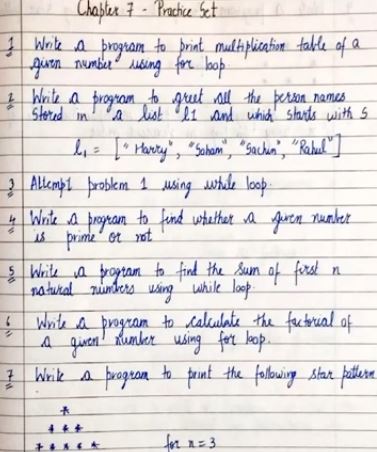 Chapter 7 - Practice Set
1 Write a program to print multiplication table of a
given number using for loop.
2 Write a program to greet all the person names
stored in a list l1 and which starts with S
l1 = ["Harry", "Soham", "Sachin", "Rahul"]
3 Attempt problem 1 using while loop.
4 Write a program to find whether a given number
is prime or not
5 Write a program to find the sum of first n
natural numbers using while loop.
6 Write a program to calculate the factorial of
a given number using for loop.
7 Write a program to print the following star pattern
*
* * *
* * * * * for n = 3